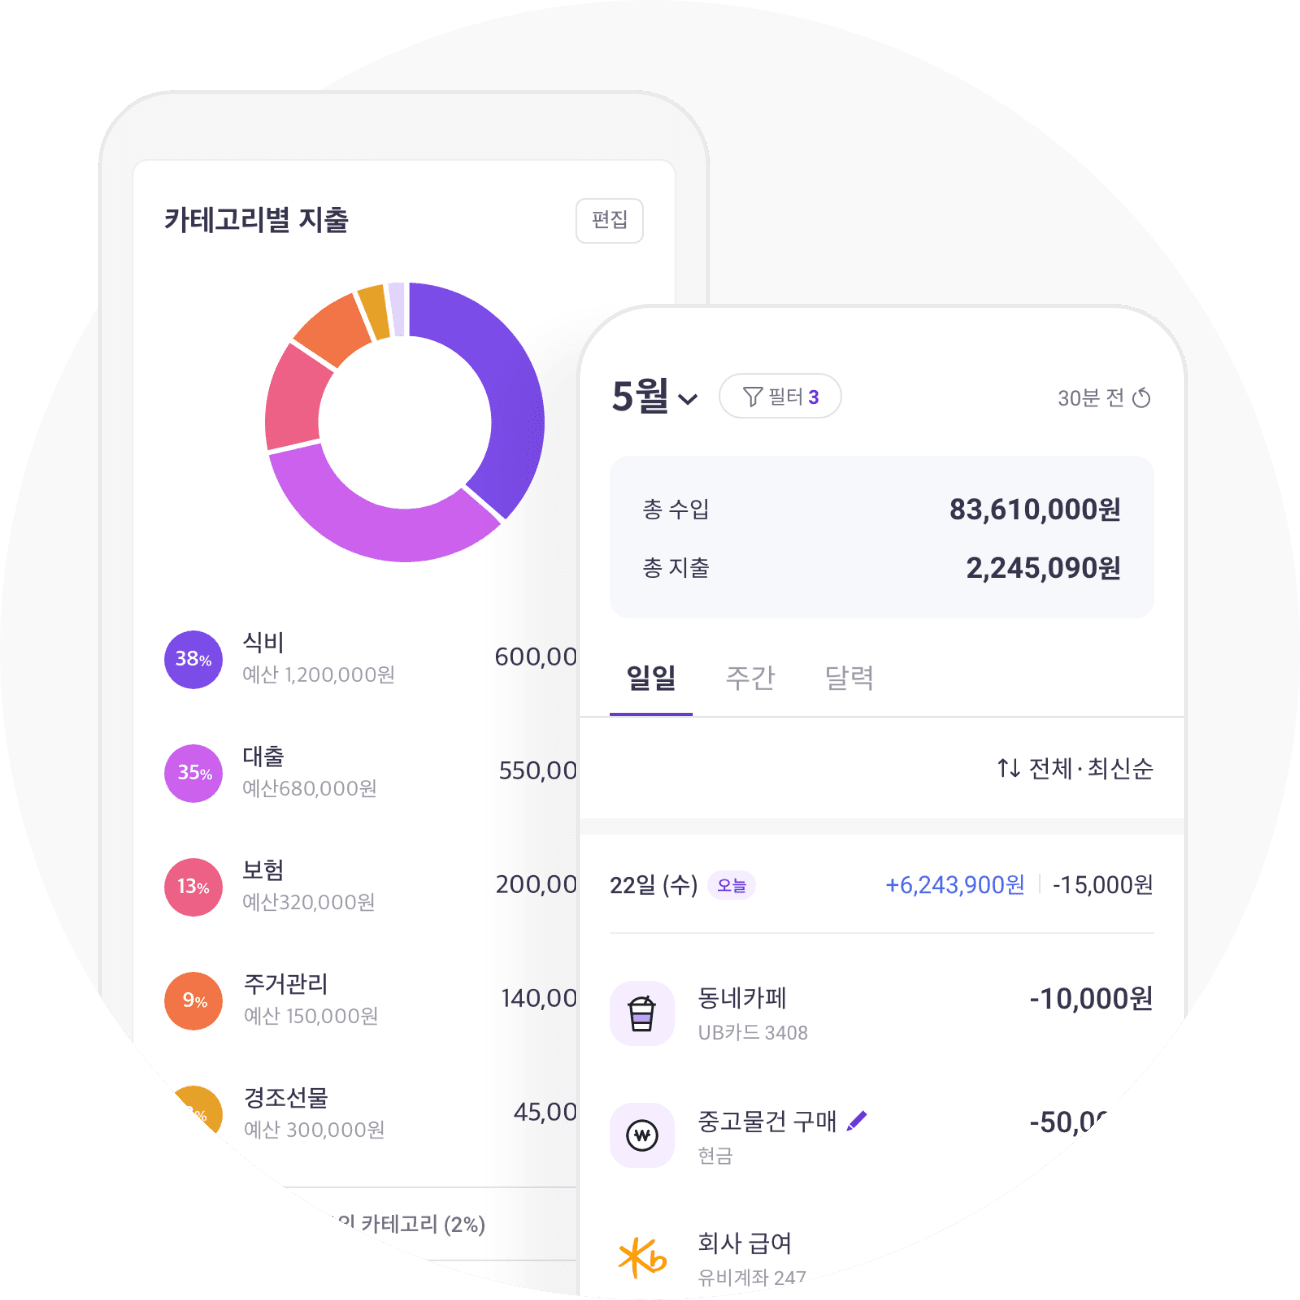 카테고리별 지출
편집
38%
식비
예산 1,200,000원
600,00
35%
대출
예산680,000원
550,00
13%
보험
예산320,000원
200,00
9%
주거관리
예산 150,000원
140,00
%
경조선물
예산 300,000원
45,00
카테고리 (2%)
5월
필터 3
30분 전
총 수입
83,610,000원
총 지출
2,245,090원
일일
주간
달력
전체 · 최신순
22일 (수)
오늘
+6,243,900원
-15,000원
동네카페
-10,000원
UB카드 3408
중고물건 구매
-50,0
현금
회사 급여
유비계좌 247